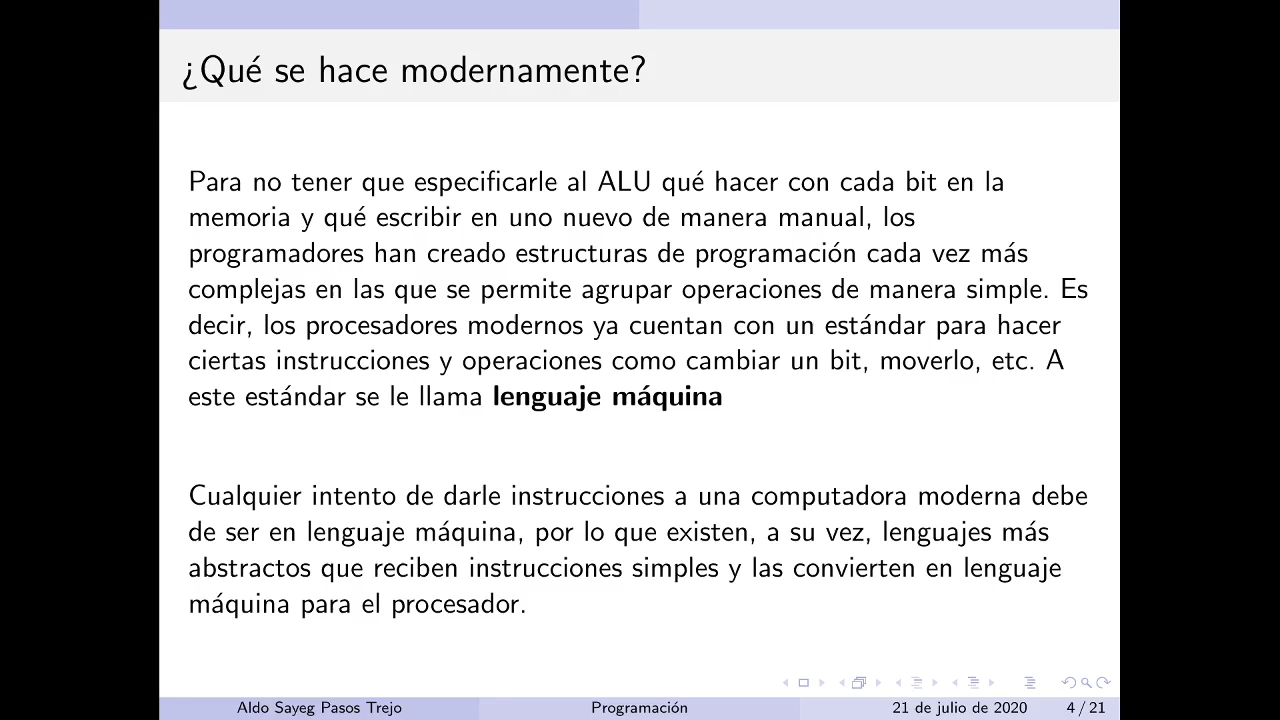 ¿Qué se hace modernamente?
Para no tener que especificarle al ALU qué hacer con cada bit en la
memoria y qué escribir en uno nuevo de manera manual, los
programadores han creado estructuras de programación cada vez más
complejas en las que se permite agrupar operaciones de manera simple. Es
decir, los procesadores modernos ya cuentan con un estándar para hacer
ciertas instrucciones y operaciones como cambiar un bit, moverlo, etc. A
este estándar se le llama lenguaje máquina
Cualquier intento de darle instrucciones a una computadora moderna debe
de ser en lenguaje máquina, por lo que existen, a su vez, lenguajes más
abstractos que reciben instrucciones simples y las convierten en lenguaje
máquina para el procesador.
Aldo Sayeg Pasos Trejo Programación 21 de julio de 2020 4 / 21